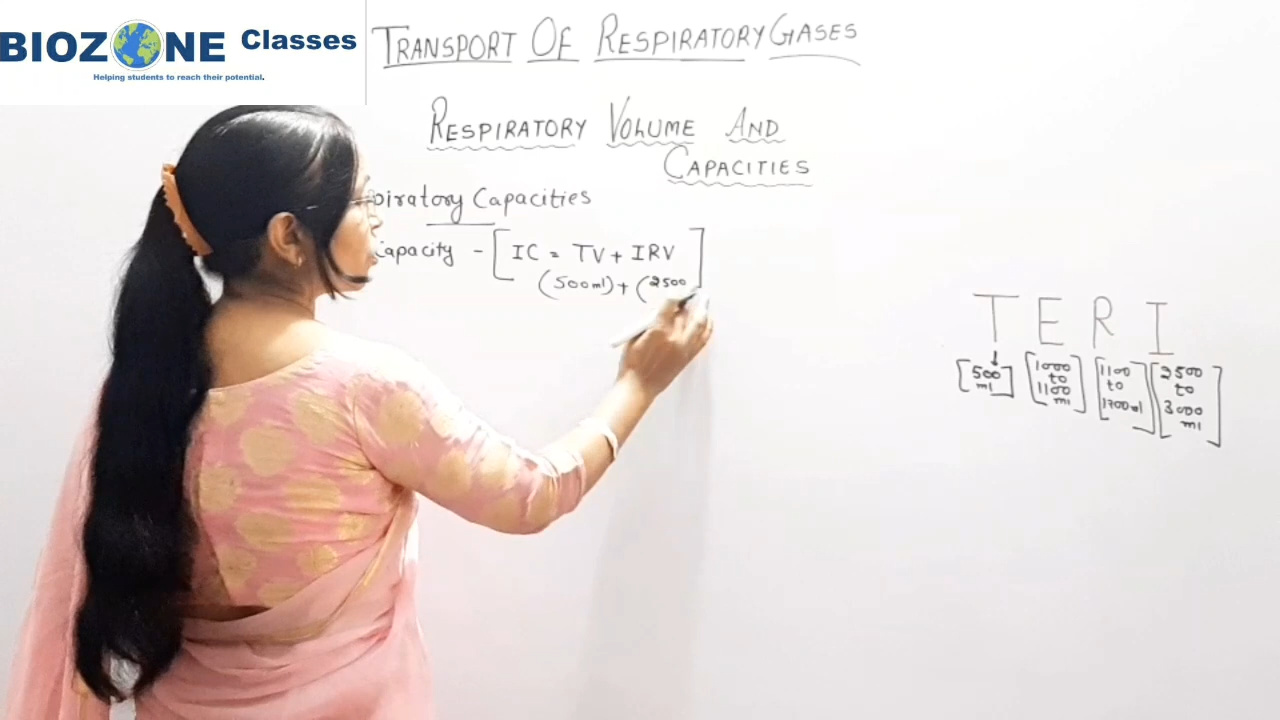 BIOZONE Classes
Helping students to reach their potential.
TRANSPORT OF RESPIRATORY GASES
RESPIRATORY VOLUME AND
CAPACITIES
piratory Capacities
Capacity - [ IC = TV + IRV ]
(500ml) + (2500
T E R I
[500 ml] [1000 to 1100 ml] [1100 to 1700ml] [2500 to 3000 ml]